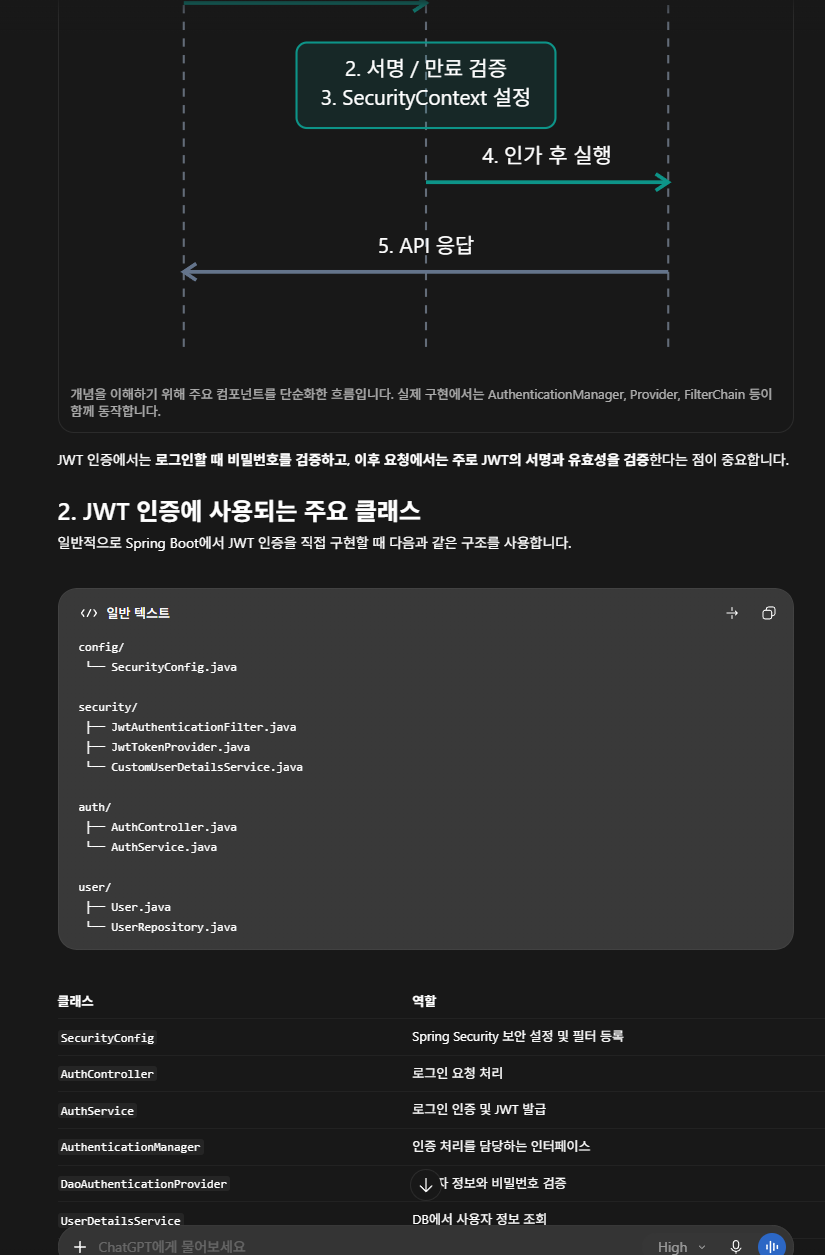 2. 서명 / 만료 검증
3. SecurityContext 설정
4. 인가 후 실행
5. API 응답
개념을 이해하기 위해 주요 컴포넌트를 단순화한 흐름입니다. 실제 구현에서는 AuthenticationManager, Provider, FilterChain 등이
함께 동작합니다.
JWT 인증에서는 로그인할 때 비밀번호를 검증하고, 이후 요청에서는 주로 JWT의 서명과 유효성을 검증한다는 점이 중요합니다.
2. JWT 인증에 사용되는 주요 클래스
일반적으로 Spring Boot에서 JWT 인증을 직접 구현할 때 다음과 같은 구조를 사용합니다.
</> 일반 텍스트
config/
└── SecurityConfig.java
security/
├── JwtAuthenticationFilter.java
├── JwtTokenProvider.java
└── CustomUserDetailsService.java
auth/
├── AuthController.java
└── AuthService.java
user/
├── User.java
└── UserRepository.java
클래스 역할
SecurityConfig Spring Security 보안 설정 및 필터 등록
AuthController 로그인 요청 처리
AuthService 로그인 인증 및 JWT 발급
AuthenticationManager 인증 처리를 담당하는 인터페이스
DaoAuthenticationProvider 정보와 비밀번호 검증
UserDetailsService DB에서 사용자 정보 조회
ChatGPT에게 물어보세요 High